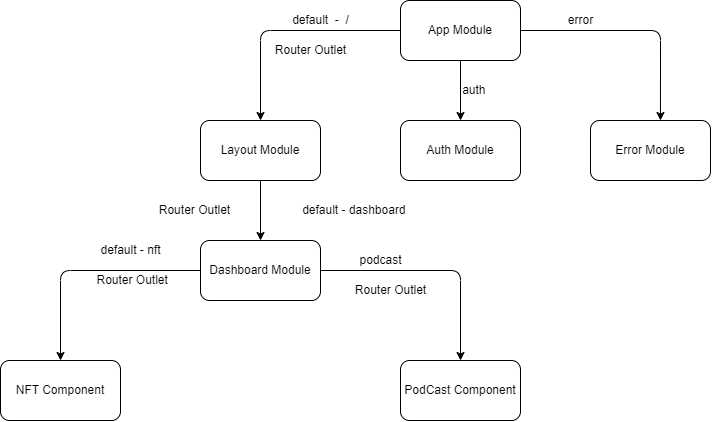 default - /
App Module
error
Router Outlet
auth
Layout Module
Auth Module
Error Module
Router Outlet
default - dashboard
default - nft
Dashboard Module
podcast
Router Outlet
Router Outlet
NFT Component
PodCast Component